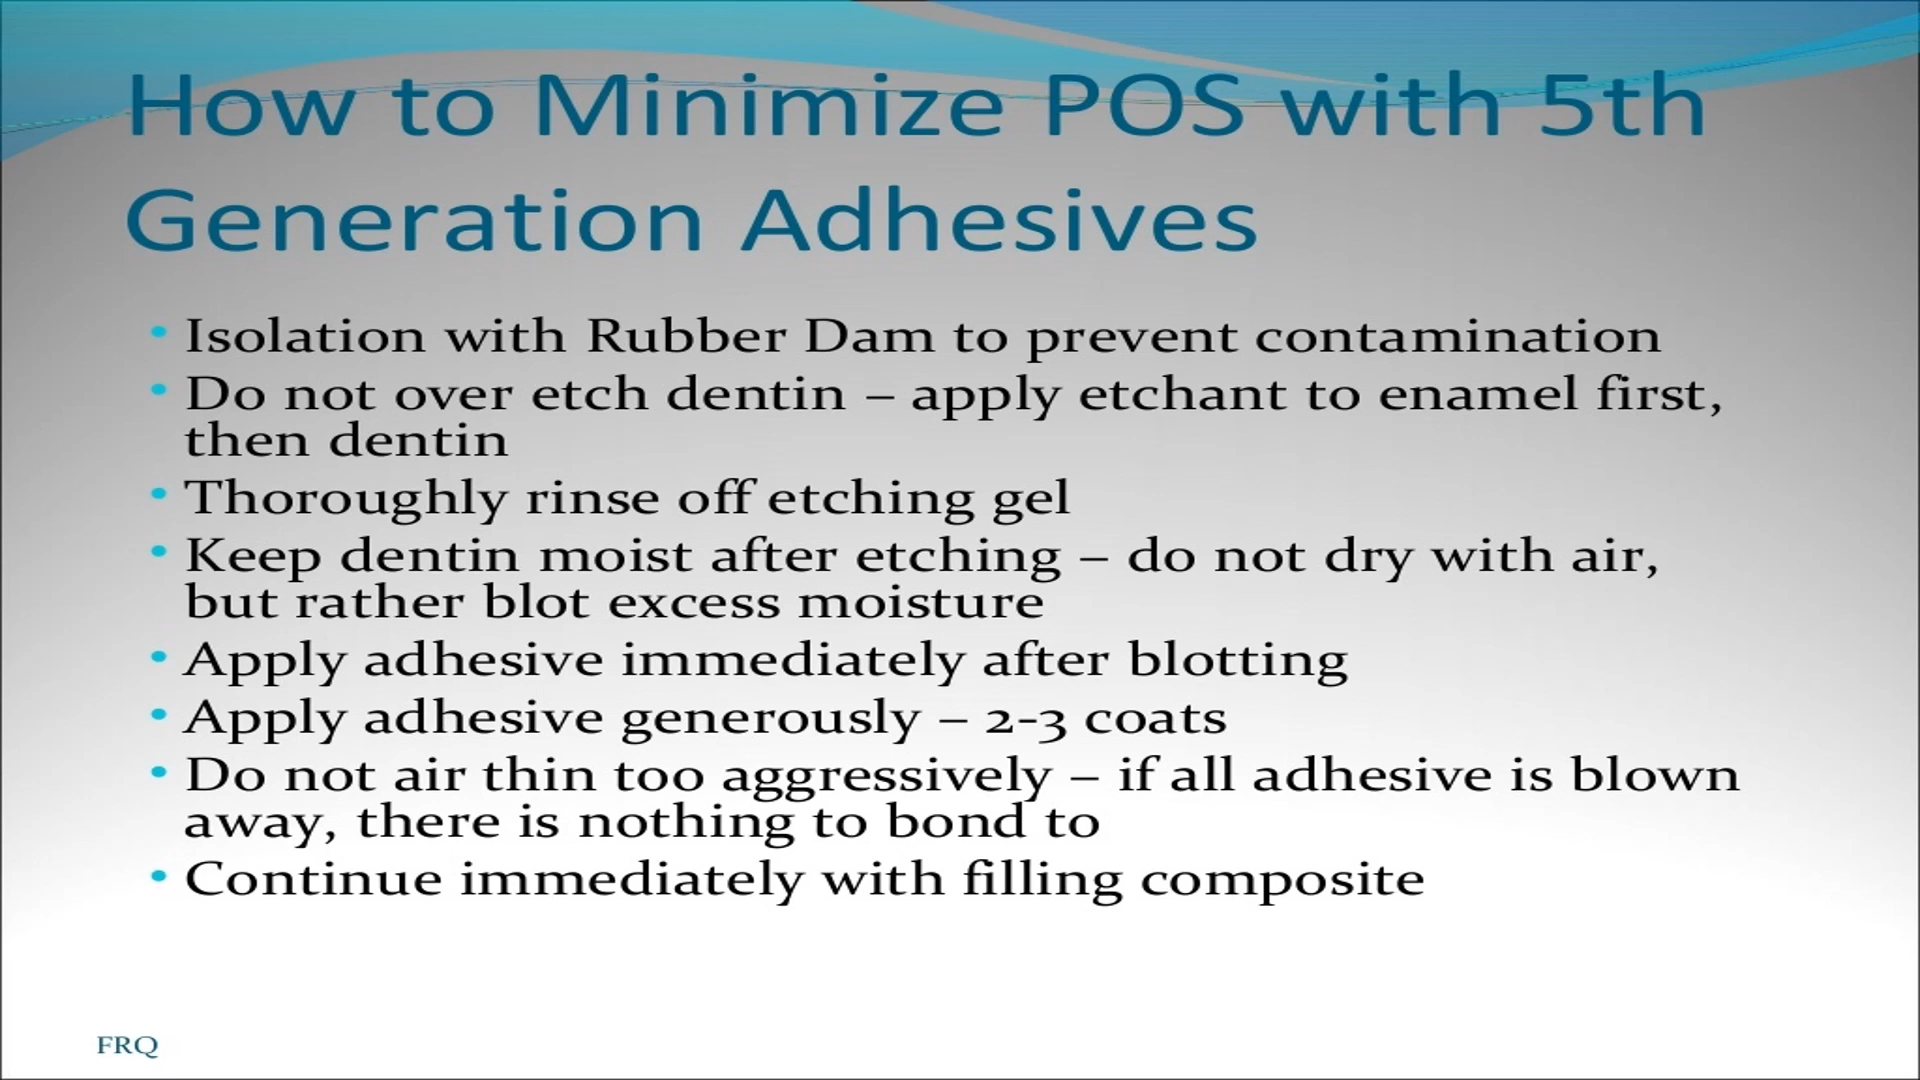 How to Minimize POS with 5th
Generation Adhesives
• Isolation with Rubber Dam to prevent contamination
• Do not over etch dentin – apply etchant to enamel first,
then dentin
• Thoroughly rinse off etching gel
• Keep dentin moist after etching – do not dry with air,
but rather blot excess moisture
• Apply adhesive immediately after blotting
• Apply adhesive generously – 2-3 coats
• Do not air thin too aggressively – if all adhesive is blown
away, there is nothing to bond to
• Continue immediately with filling composite
FRQ